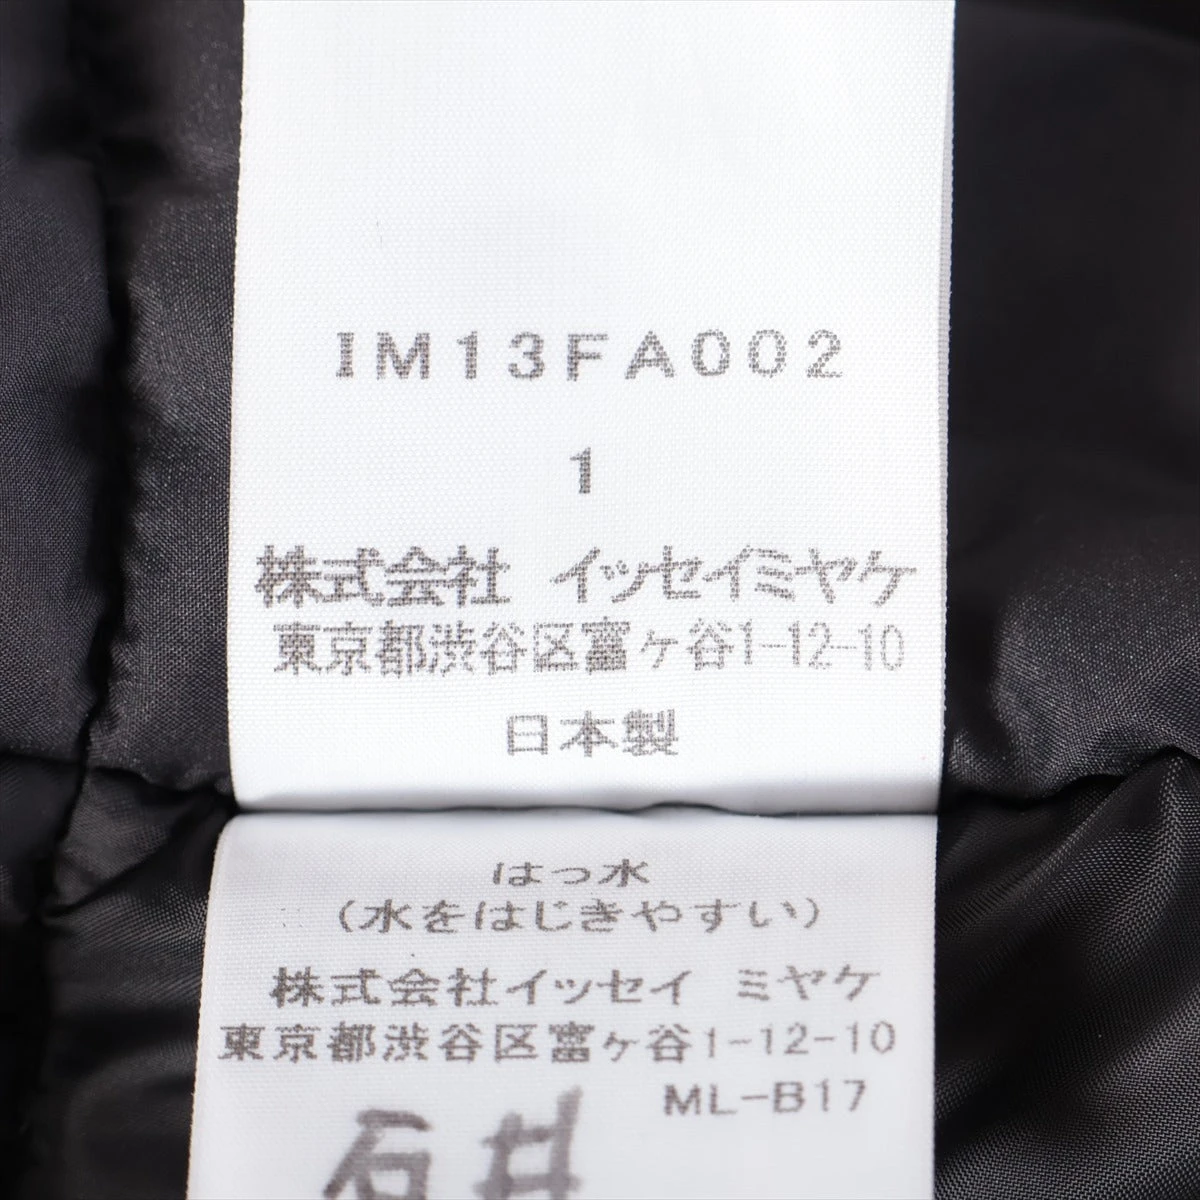 IM13FA002
1
株式会社 イッセイミヤケ
東京都渋谷区富ヶ谷1-12-10
日本製
はっ水
(水をはじきやすい)
株式会社イッセイ ミヤケ
東京都渋谷区富ヶ谷1-12-10
ML-B17
石井